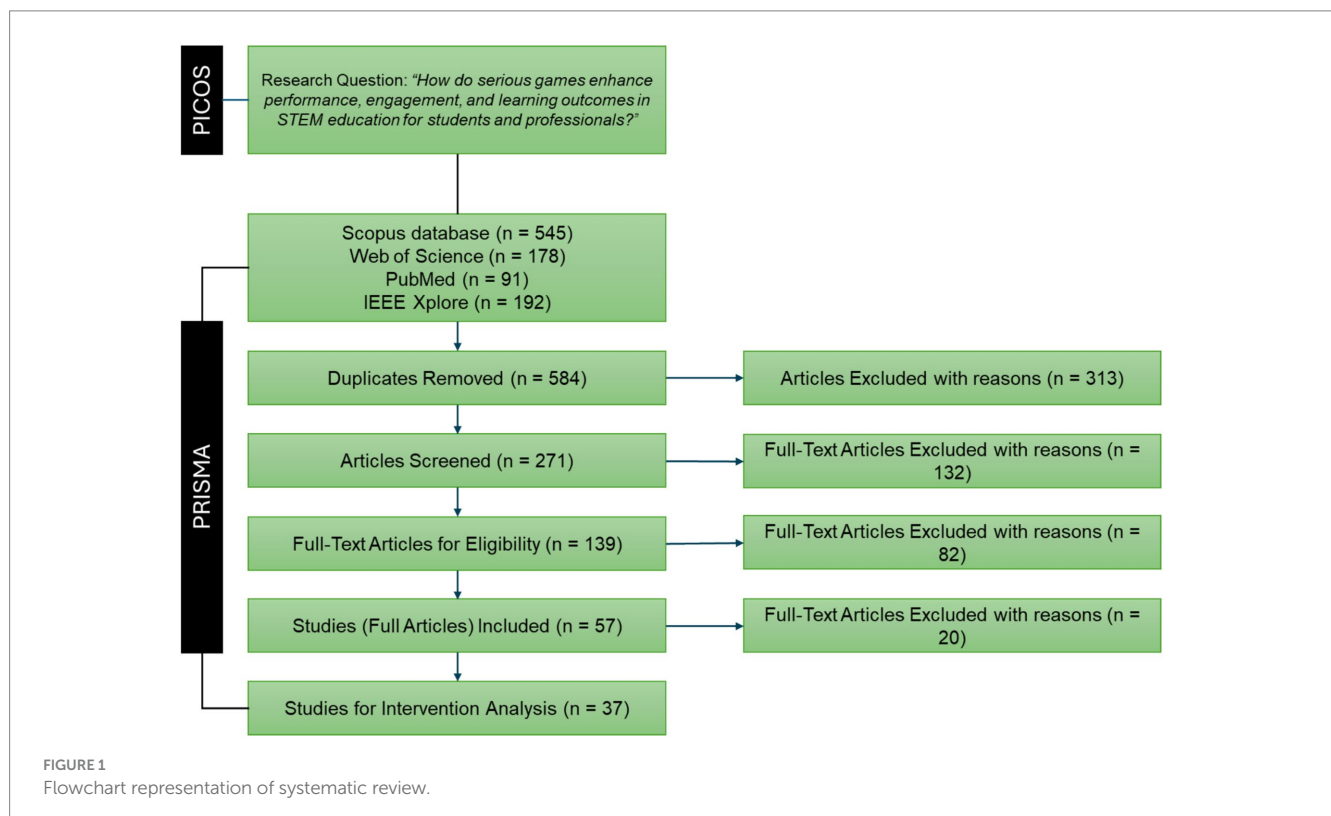 PICOS
Research Question: “How do serious games enhance
performance, engagement, and learning outcomes in
STEM education for students and professionals?”
PRISMA
Scopus database (n = 545)
Web of Science (n = 178)
PubMed (n = 91)
IEEE Xplore (n = 192)
Duplicates Removed (n = 584)
Articles Excluded with reasons (n = 313)
Articles Screened (n = 271)
Full-Text Articles Excluded with reasons (n =
132)
Full-Text Articles for Eligibility (n = 139)
Full-Text Articles Excluded with reasons (n =
82)
Studies (Full Articles) Included (n = 57)
Full-Text Articles Excluded with reasons (n =
20)
Studies for Intervention Analysis (n = 37)
FIGURE 1
Flowchart representation of systematic review.